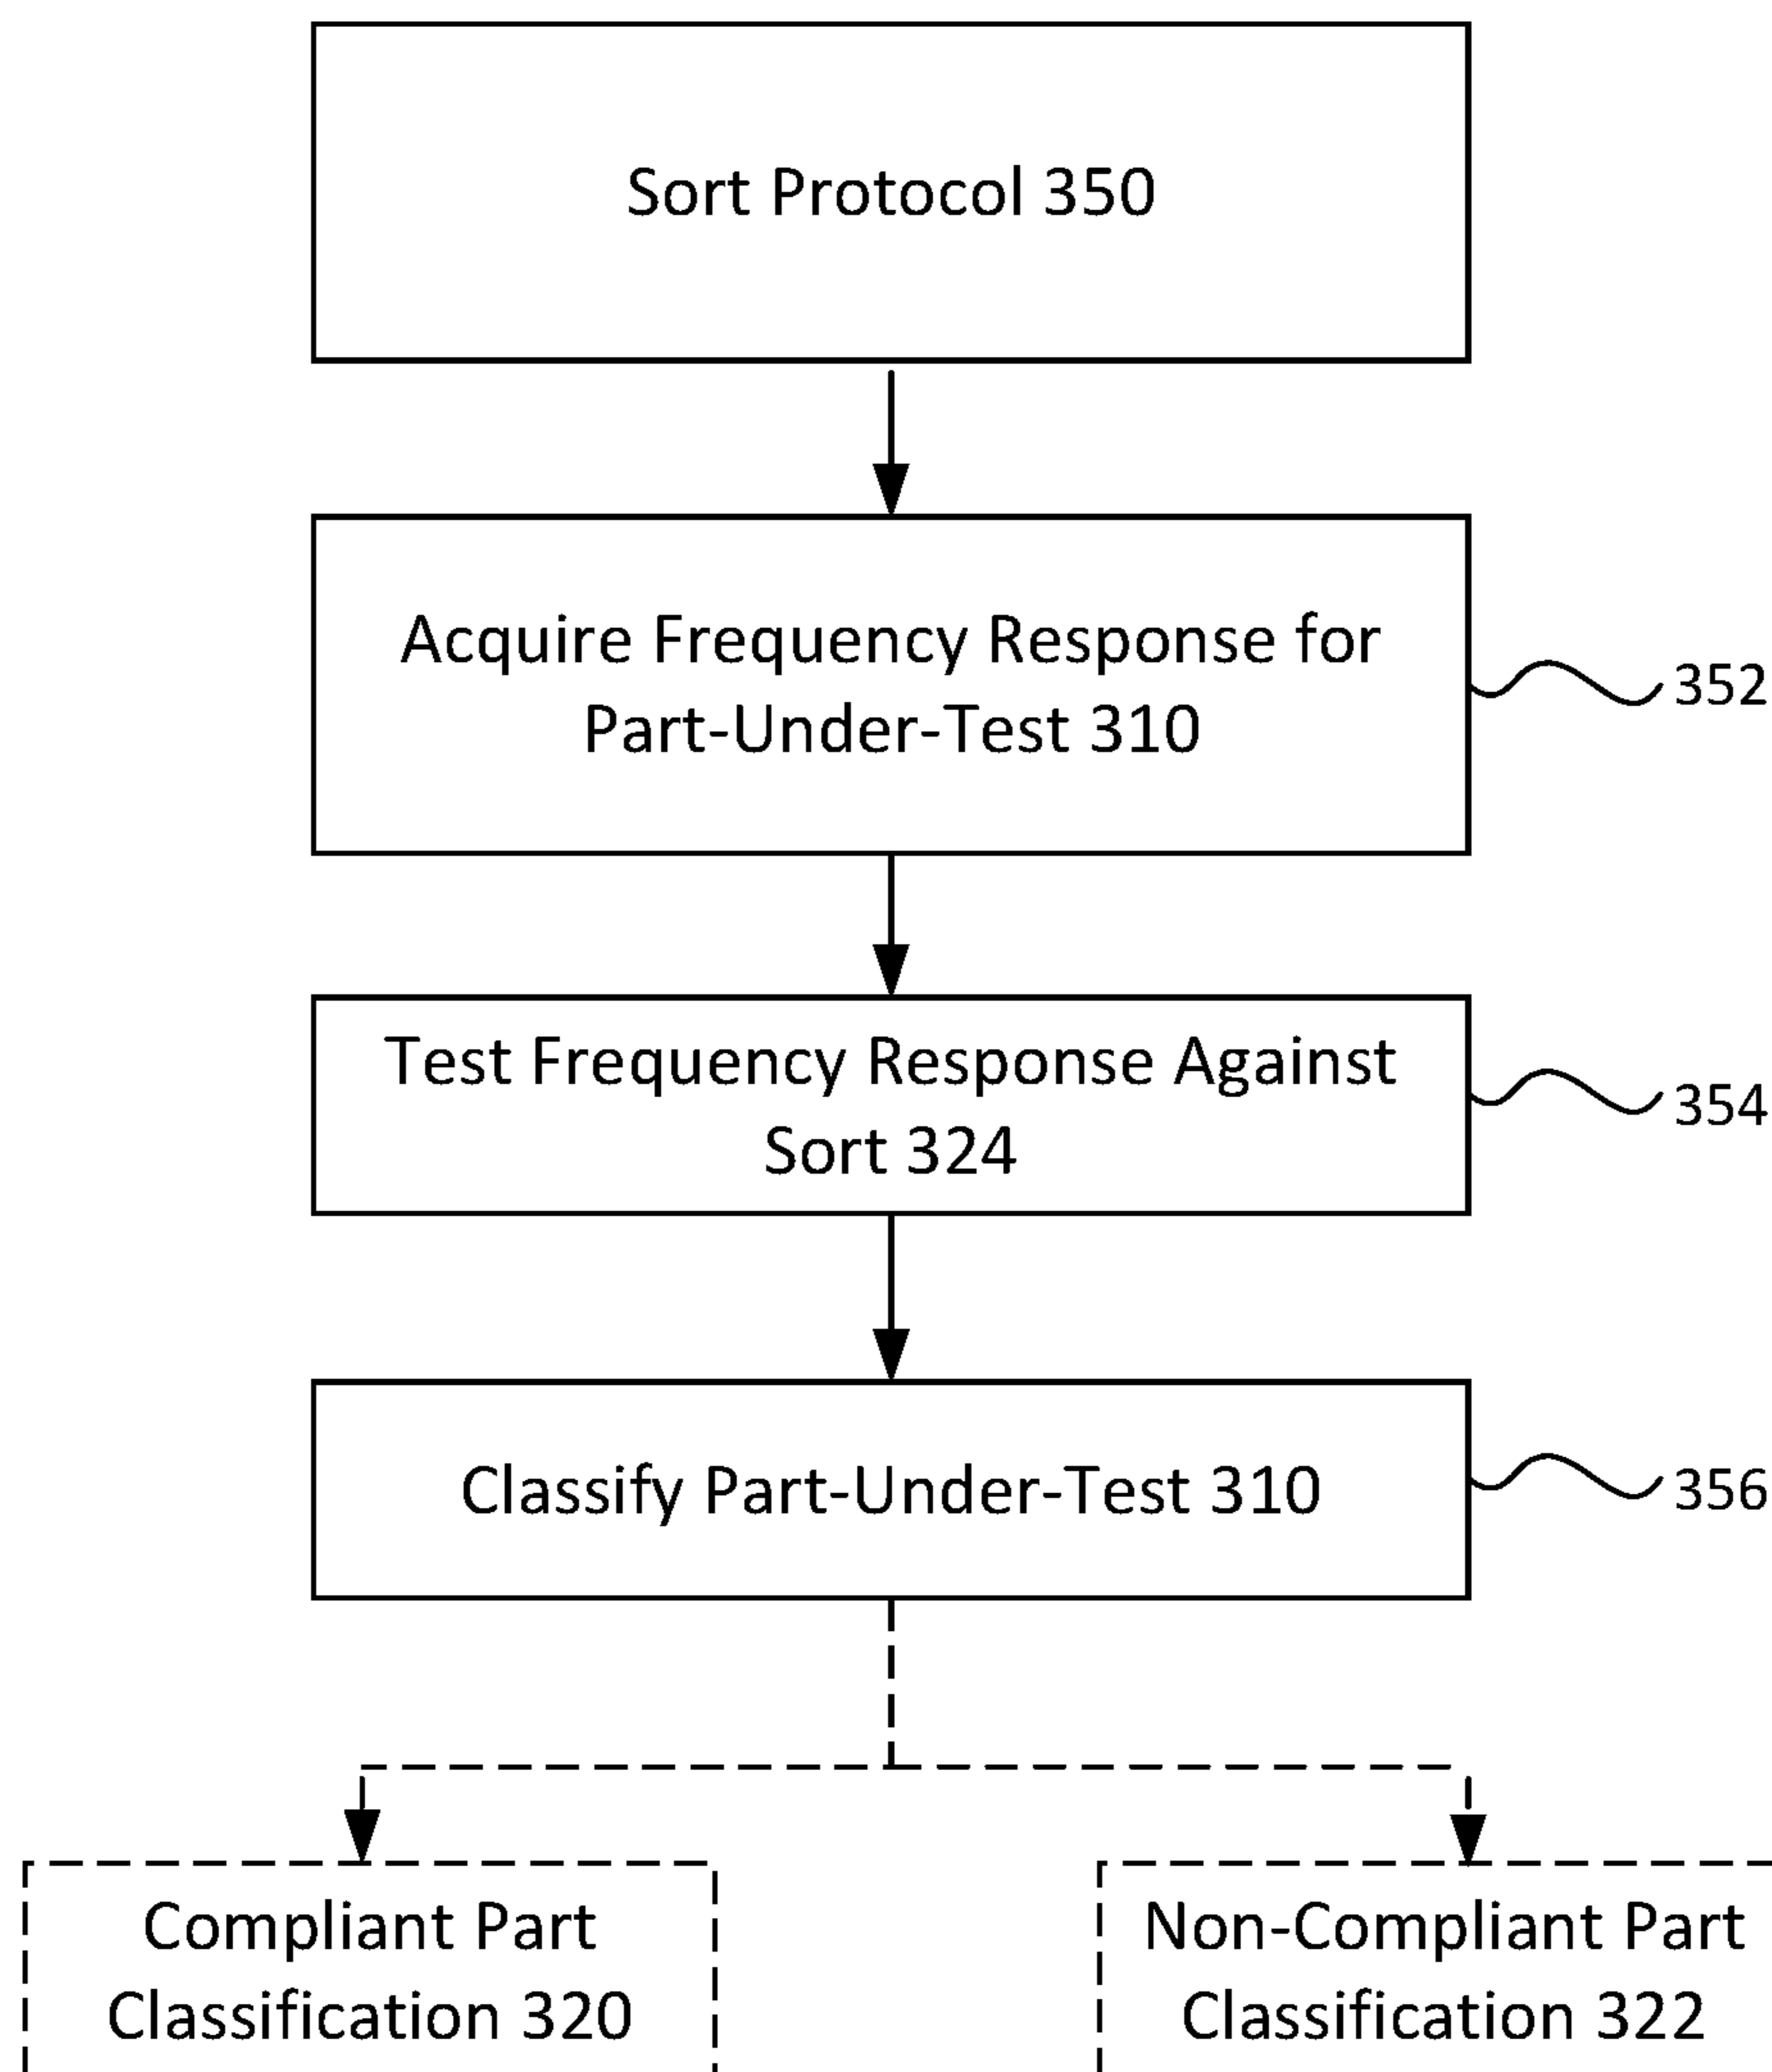 Sort Protocol 350
Acquire Frequency Response for
Part-Under-Test 310
352
Test Frequency Response Against
Sort 324
354
Classify Part-Under-Test 310
356
Compliant Part
Classification 320
Non-Compliant Part
Classification 322